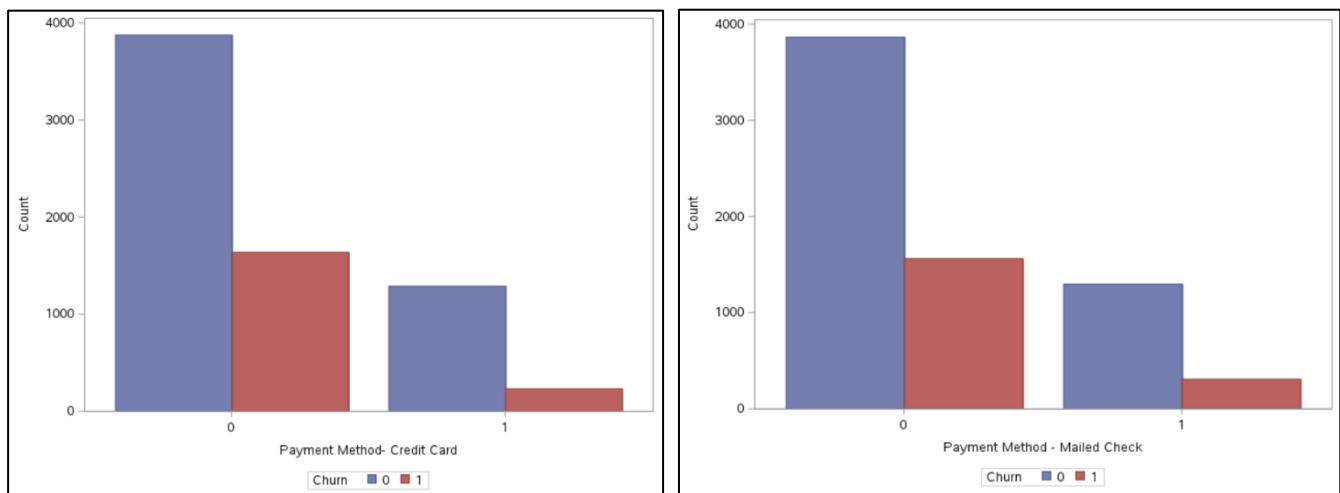 4000
3000
2000
1000
0
Count
0 1
Payment Method- Credit Card
Churn 0 1
4000
3000
2000
1000
0
Count
0 1
Payment Method - Mailed Check
Churn 0 1